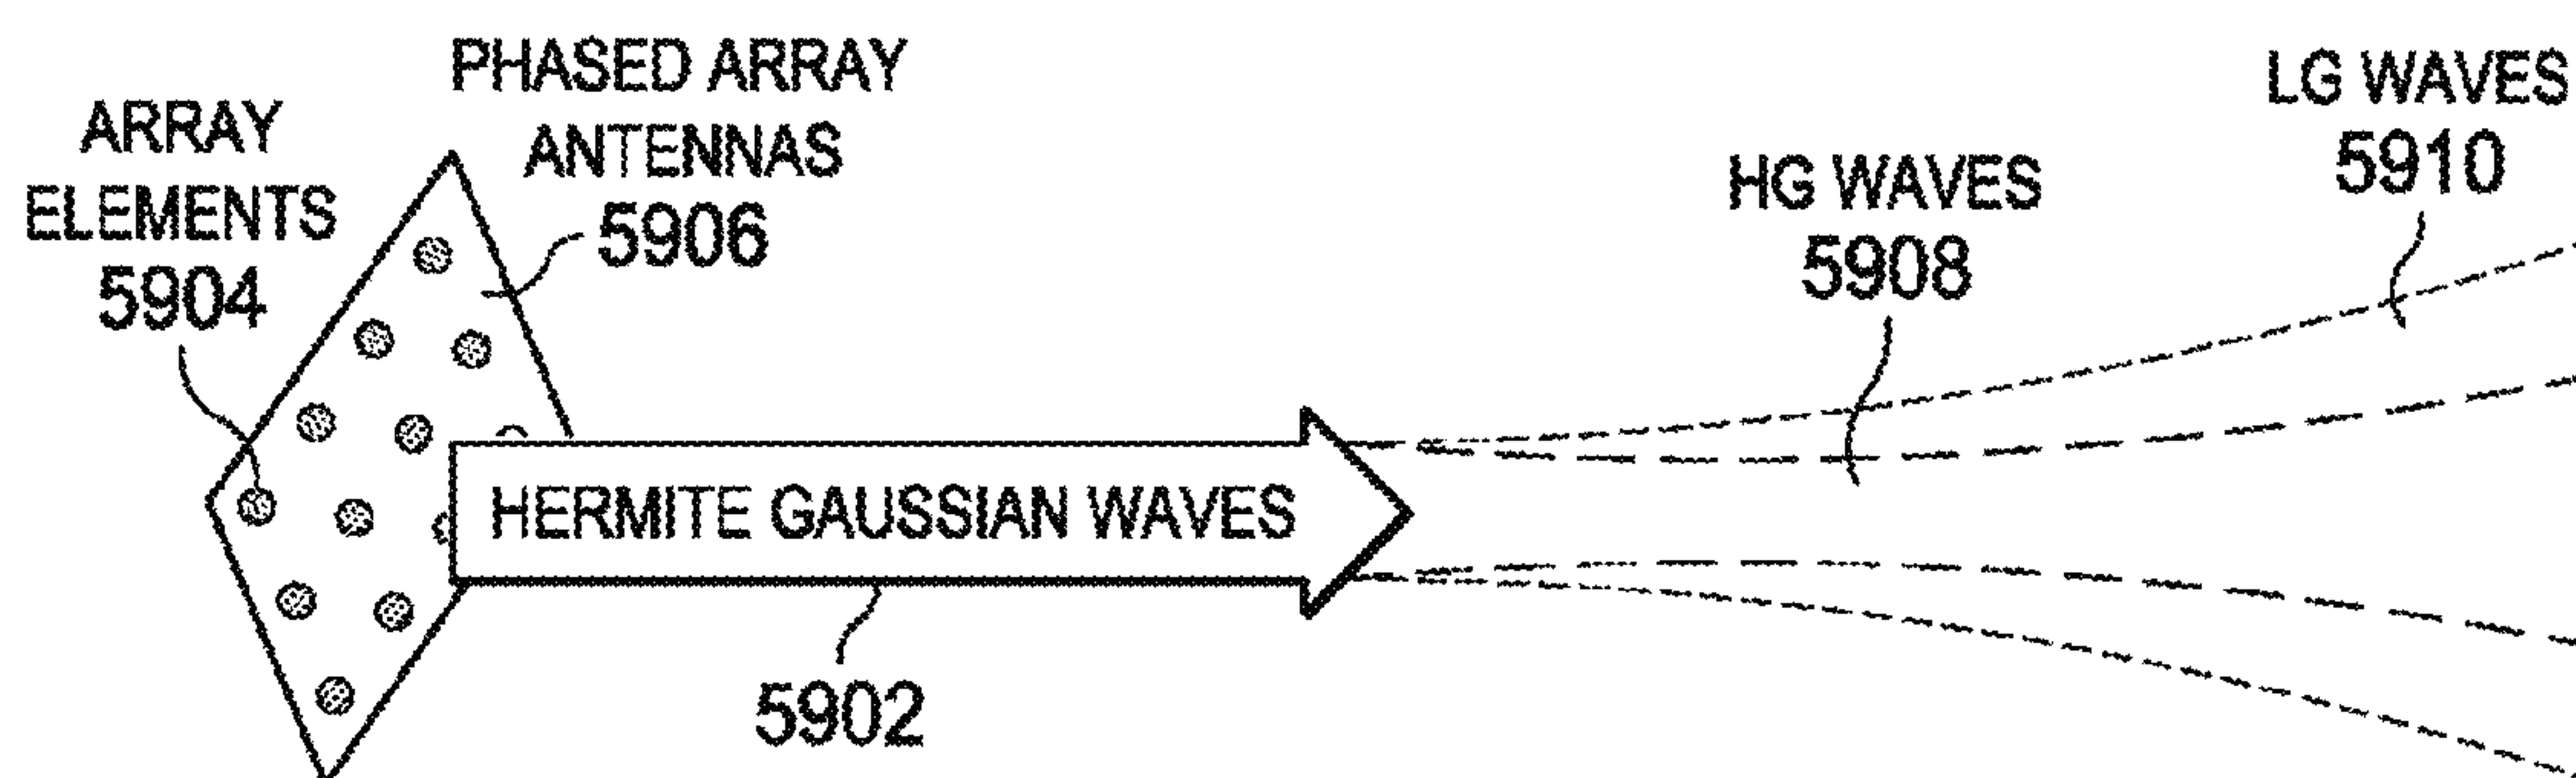 ARRAY
ELEMENTS
5904
PHASED ARRAY
ANTENNAS
5906
HERMITE GAUSSIAN WAVES
5902
HG WAVES
5908
LG WAVES
5910